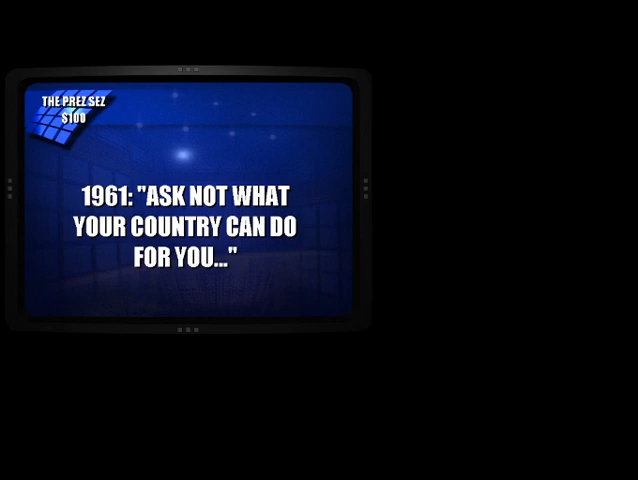 THE PREZ SEZ
$100
1961: "ASK NOT WHAT
YOUR COUNTRY CAN DO
FOR YOU..."